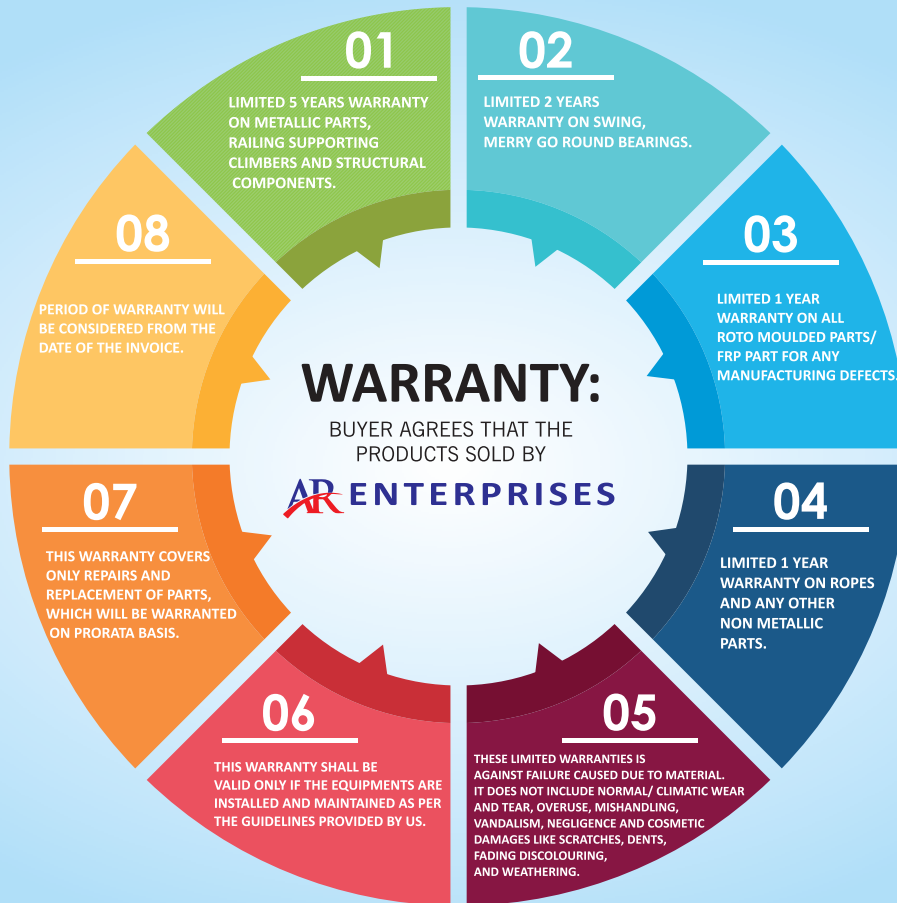 WARRANTY:
BUYER AGREES THAT THE
PRODUCTS SOLD BY
AR ENTERPRISES
01
LIMITED 5 YEARS WARRANTY
ON METALLIC PARTS,
RAILING SUPPORTING
CLIMBERS AND STRUCTURAL
COMPONENTS.
02
LIMITED 2 YEARS
WARRANTY ON SWING,
MERRY GO ROUND BEARINGS.
03
LIMITED 1 YEAR
WARRANTY ON ALL
ROTO MOULDED PARTS/
FRP PART FOR ANY
MANUFACTURING DEFECTS.
04
LIMITED 1 YEAR
WARRANTY ON ROPES
AND ANY OTHER
NON METALLIC
PARTS.
05
THESE LIMITED WARRANTIES IS
AGAINST FAILURE CAUSED DUE TO MATERIAL.
IT DOES NOT INCLUDE NORMAL/ CLIMATIC WEAR
AND TEAR, OVERUSE, MISHANDLING,
VANDALISM, NEGLIGENCE AND COSMETIC
DAMAGES LIKE SCRATCHES, DENTS,
FADING DISCOLOURING,
AND WEATHERING.
06
THIS WARRANTY SHALL BE
VALID ONLY IF THE EQUIPMENTS ARE
INSTALLED AND MAINTAINED AS PER
THE GUIDELINES PROVIDED BY US.
07
THIS WARRANTY COVERS
ONLY REPAIRS AND
REPLACEMENT OF PARTS,
WHICH WILL BE WARRANTED
ON PRORATA BASIS.
08
PERIOD OF WARRANTY WILL
BE CONSIDERED FROM THE
DATE OF THE INVOICE.